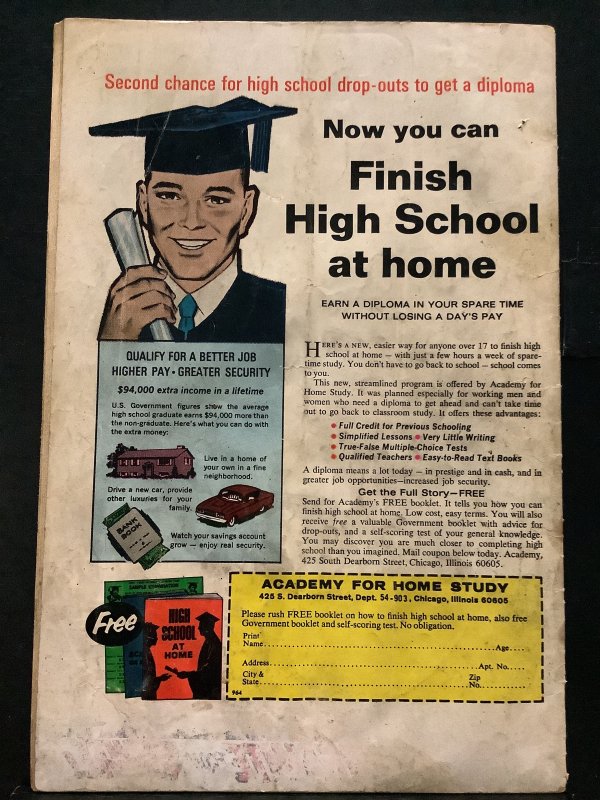 Second chance for high school drop-outs to get a diploma
Now you can
Finish
High School
at home
EARN A DIPLOMA IN YOUR SPARE TIME
WITHOUT LOSING A DAY'S PAY
QUALIFY FOR A BETTER JOB
HIGHER PAY • GREATER SECURITY
$94,000 extra income in a lifetime
U.S. Government figures show the average
high school graduate earns $94,000 more than
the non-graduate. Here's what you can do with
the extra money:
Live in a home of
your own in a fine
neighborhood.
Drive a new car, provide
other luxuries for your
family.
BANK
BOOK
Watch your savings account
grow — enjoy real security.
HERE'S A NEW, easier way for anyone over 17 to finish high
school at home — with just a few hours a week of spare-
time study. You don't have to go back to school — school comes
to you.
This new, streamlined program is offered by Academy for
Home Study. It was planned especially for working men and
women who need a diploma to get ahead and can't take time
out to go back to classroom study. It offers these advantages:
• Full Credit for Previous Schooling
• Simplified Lessons • Very Little Writing
• True-False Multiple-Choice Tests
• Qualified Teachers • Easy-to-Read Text Books
A diploma means a lot today — in prestige and in cash, and in
greater job opportunities—increased job security.
Get the Full Story—FREE
Send for Academy's FREE booklet. It tells you how you can
finish high school at home. Low cost, easy terms. You will also
receive free a valuable Government booklet with advice for
drop-outs, and a self-scoring test of your general knowledge.
You may discover you are much closer to completing high
school than you imagined. Mail coupon below today. Academy,
425 South Dearborn Street, Chicago, Illinois 60605.
Free
HIGH
SCHOOL
AT
HOME
ACADEMY FOR HOME STUDY
425 S. Dearborn Street, Dept. 54-903, Chicago, Illinois 60605
Please rush FREE booklet on how to finish high school at home, also free
Government booklet and self-scoring test. No obligation.
Print
Name Age
Address Apt. No.
City & Zip
State No.
964